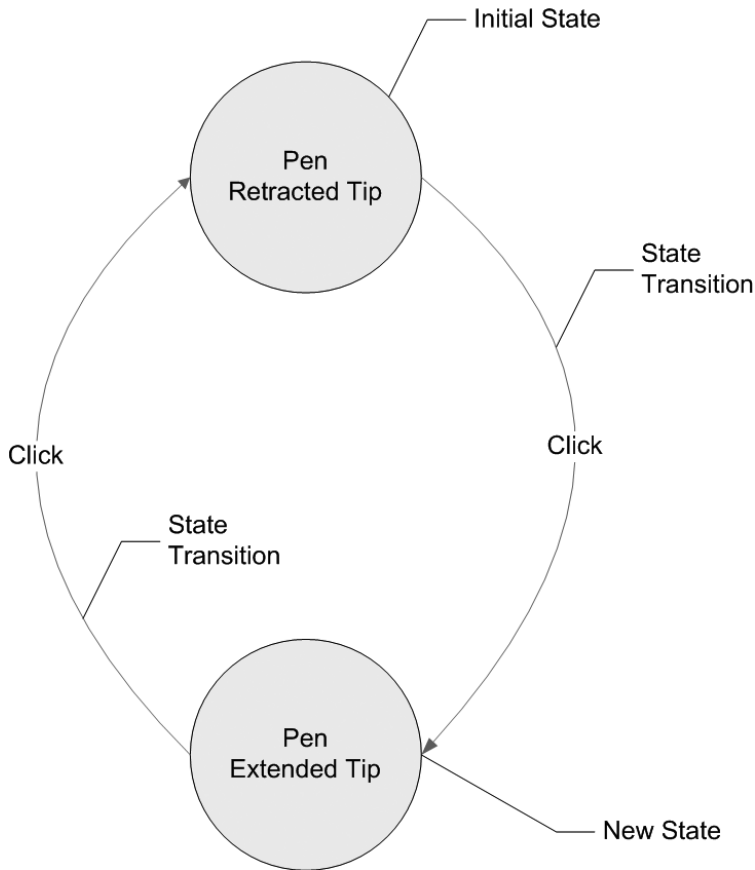 Initial State
Pen
Retracted Tip
State
Transition
Click
Click
State
Transition
Pen
Extended Tip
New State